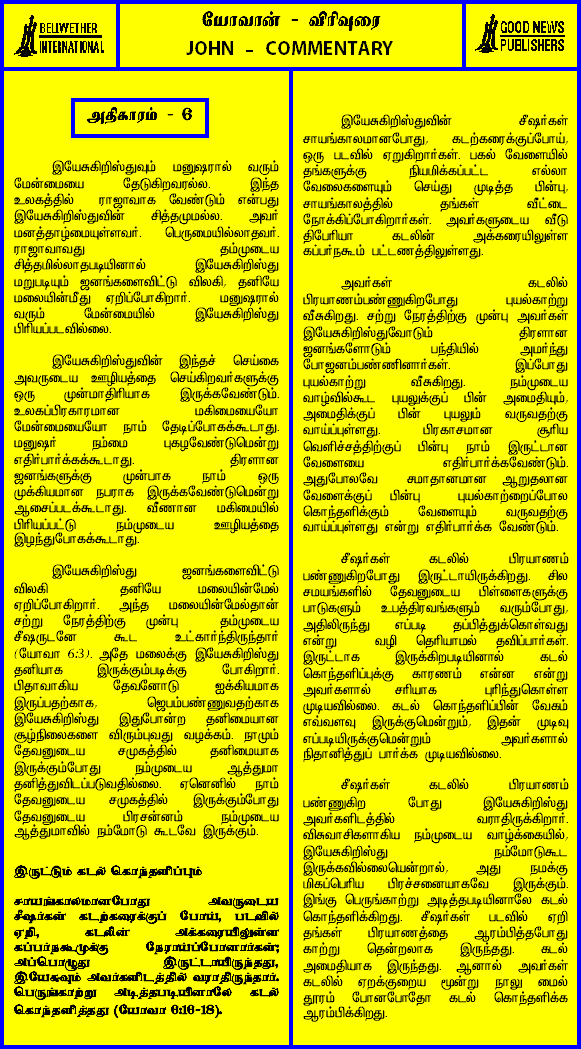 BELWETHER
INTERNATIONAL
யோவான் - விரிவுரை
JOHN - COMMENTARY
GOOD NEWS
PUBLISHERS
அதிகாரம் - 6
இயேசுகிறிஸ்துவும் மனுஷரால் வரும்
மேன்மையை தேடுகிறவரல்ல. இந்த
உலகத்தில் ராஜாவாக வேண்டும் என்பது
இயேசுகிறிஸ்துவின் சித்தமுமல்ல. அவர்
மனத்தாழ்மையுள்ளவர். பெருமையில்லாதவர்.
ராஜாவாவது தம்முடைய
சித்தமில்லாதபடியினால் இயேசுகிறிஸ்து
மறுபடியும் ஜனங்களைவிட்டு விலகி, தனியே
மலையின்மீது ஏறிப்போகிறார். மனுஷரால்
வரும் மேன்மையில் இயேசுகிறிஸ்து
பிரியப்படவில்லை.
இயேசுகிறிஸ்துவின் இந்தச் செய்கை
அவருடைய ஊழியத்தை செய்கிறவர்களுக்கு
ஒரு முன்மாதிரியாக இருக்கவேண்டும்.
உலகப்பிரகாரமான மகிமையையோ
மேன்மையையோ நாம் தேடிப்போகக்கூடாது.
மனுஷர் நம்மை புகழவேண்டுமென்று
எதிர்பார்க்கக்கூடாது. திரளான
ஜனங்களுக்கு முன்பாக நாம் ஒரு
முக்கியமான நபராக இருக்கவேண்டுமென்று
ஆசைப்படக்கூடாது. வீணான மகிமையில்
பிரியப்பட்டு நம்முடைய ஊழியத்தை
இழந்துபோகக்கூடாது.
இயேசுகிறிஸ்து ஜனங்களைவிட்டு
விலகி தனியே மலையின்மேல்
ஏறிப்போகிறார். அந்த மலையின்மேல்தான்
சற்று நேரத்திற்கு முன்பு தம்முடைய
சீஷருடனே கூட உட்கார்ந்திருந்தார்
(யோவா 6:3). அதே மலைக்கு இயேசுகிறிஸ்து
தனியாக இருக்கும்படிக்கு போகிறார்.
பிதாவாகிய தேவனோடு ஐக்கியமாக
இருப்பதற்காக, ஜெபம்பண்ணுவதற்காக
இயேசுகிறிஸ்து இதுபோன்ற தனிமையான
சூழ்நிலைகளை விரும்புவது வழக்கம். நாமும்
தேவனுடைய சமுகத்தில் தனிமையாக
இருக்கும்போது நம்முடைய ஆத்துமா
தனித்துவிடப்படுவதில்லை. ஏனெனில் நாம்
தேவனுடைய சமுகத்தில் இருக்கும்போது
தேவனுடைய பிரசன்னம் நம்முடைய
ஆத்துமாவில் நம்மோடு கூடவே இருக்கும்.
இருட்டும் கடல் கொந்தளிப்பும்
சாயங்காலமானபோது அவருடைய
சீஷர்கள் கடற்கரைக்குப் போய், படவில்
ஏறி, கடலின் அக்கரையிலுள்ள
கப்பர்நகூமுக்கு நேராய்ப்போனார்கள்;
அப்பொழுது இருட்டாயிருந்தது,
இயேசுவும் அவர்களிடத்தில் வராதிருந்தார்.
பெருங்காற்று அடித்தபடியினாலே கடல்
கொந்தளித்தது (யோவா 6:16-18).
இயேசுகிறிஸ்துவின் சீஷர்கள்
சாயங்காலமானபோது, கடற்கரைக்குப்போய்,
ஒரு படவில் ஏறுகிறார்கள். பகல் வேளையில்
தங்களுக்கு நியமிக்கப்பட்ட எல்லா
வேலைகளையும் செய்து முடித்த பின்பு,
சாயங்காலத்தில் தங்கள் வீட்டை
நோக்கிப்போகிறார்கள். அவர்களுடைய வீடு
திபேரியா கடலின் அக்கரையிலுள்ள
கப்பர்நகூம் பட்டணத்திலுள்ளது.
அவர்கள் கடலில்
பிரயாணம்பண்ணுகிறபோது புயல்காற்று
வீசுகிறது. சற்று நேரத்திற்கு முன்பு அவர்கள்
இயேசுகிறிஸ்துவோடும் திரளான
ஜனங்களோடும் பந்தியில் அமர்ந்து
போஜனம்பண்ணினார்கள். இப்போது
புயல்காற்று வீசுகிறது. நம்முடைய
வாழ்வில்கூட புயலுக்குப் பின் அமைதியும்,
அமைதிக்குப் பின் புயலும் வருவதற்கு
வாய்ப்புள்ளது. பிரகாசமான சூரிய
வெளிச்சத்திற்குப் பின்பு நாம் இருட்டான
வேளையை எதிர்பார்க்கவேண்டும்.
அதுபோலவே சமாதானமான ஆறுதலான
வேளைக்குப் பின்பு புயல்காற்றைப்போல
கொந்தளிக்கும் வேளையும் வருவதற்கு
வாய்ப்புள்ளது என்று எதிர்பார்க்க வேண்டும்.
சீஷர்கள் கடலில் பிரயாணம்
பண்ணுகிறபோது இருட்டாயிருக்கிறது. சில
சமயங்களில் தேவனுடைய பிள்ளைகளுக்கு
பாடுகளும் உபத்திரவங்களும் வரும்போது,
அதிலிருந்து எப்படி தப்பித்துக்கொள்வது
என்று வழி தெரியாமல் தவிப்பார்கள்.
இருட்டாக இருக்கிறபடியினால் கடல்
கொந்தளிப்புக்கு காரணம் என்ன என்று
அவர்களால் சரியாக புரிந்துகொள்ள
முடியவில்லை. கடல் கொந்தளிப்பின் வேகம்
எவ்வளவு இருக்குமென்றும், இதன் முடிவு
எப்படியிருக்குமென்றும் அவர்களால்
நிதானித்துப் பார்க்க முடியவில்லை.
சீஷர்கள் கடலில் பிரயாணம்
பண்ணுகிற போது இயேசுகிறிஸ்து
அவர்களிடத்தில் வராதிருக்கிறார்.
விசுவாசிகளாகிய நம்முடைய வாழ்க்கையில்,
இயேசுகிறிஸ்து நம்மோடுகூட
இருக்கவில்லையென்றால், அது நமக்கு
மிகப்பெரிய பிரச்சனையாகவே இருக்கும்.
இங்கு பெருங்காற்று அடித்தபடியினாலே கடல்
கொந்தளிக்கிறது. சீஷர்கள் படவில் ஏறி
தங்கள் பிரயாணத்தை ஆரம்பித்தபோது
காற்று தென்றலாக இருந்தது. கடல்
அமைதியாக இருந்தது. ஆனால் அவர்கள்
கடலில் ஏறக்குறைய மூன்று நாலு மைல்
தூரம் போனபோதோ கடல் கொந்தளிக்க
ஆரம்பிக்கிறது.